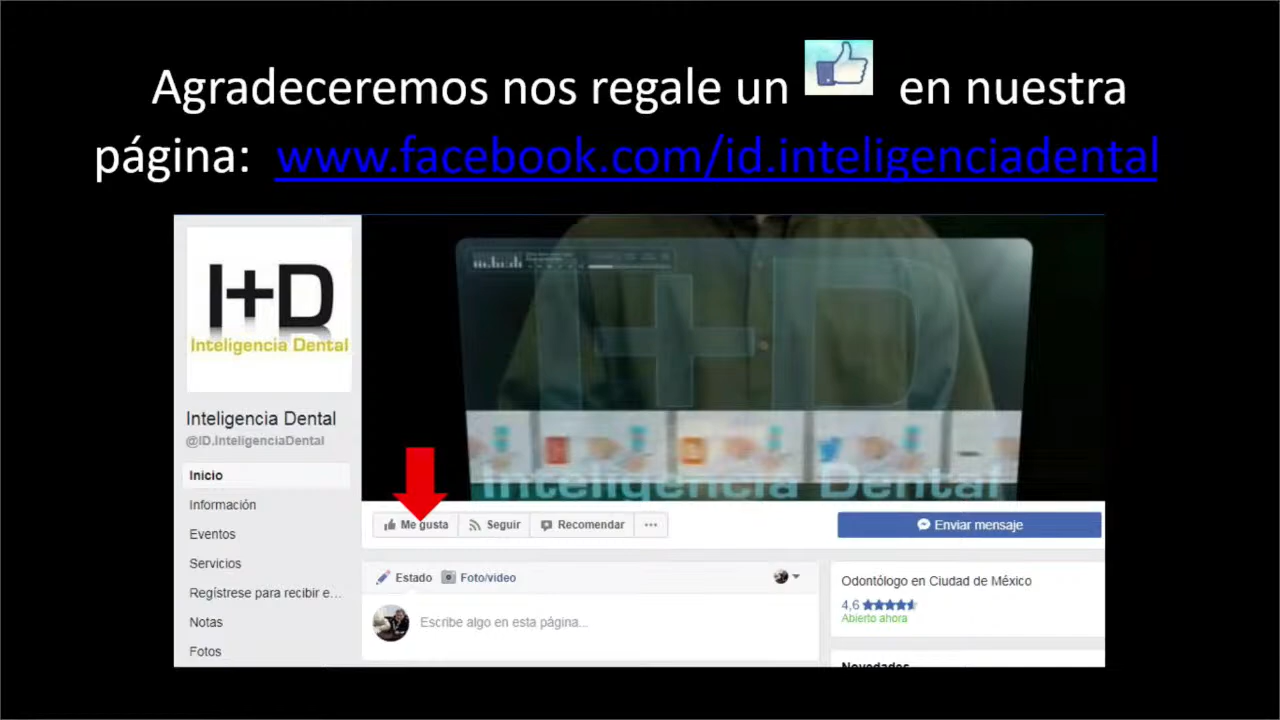 Agradeceremos nos regale un en nuestra
página: www.facebook.com/id.inteligenciadental
I+D
Inteligencia Dental
Inteligencia Dental
@ID.InteligenciaDental
Inicio
Información
Eventos
Servicios
Regístrese para recibir e...
Notas
Fotos
I+D
Inteligencia Dental
Me gusta Seguir Recomendar ...
Enviar mensaje
Estado Foto/video
Escribe algo en esta página...
Odontólogo en Ciudad de México
4,6
Abierto ahora
Novedades